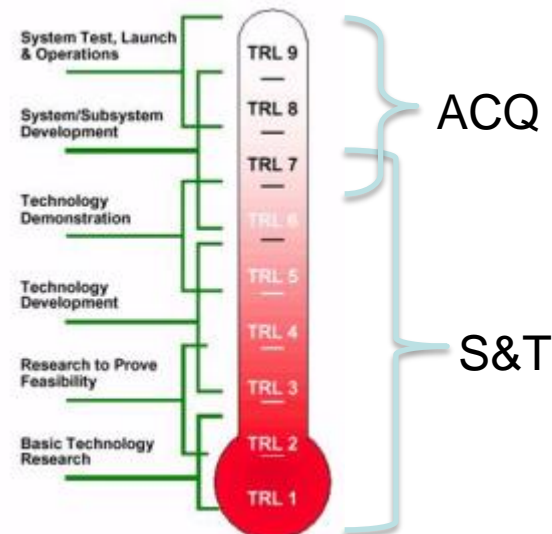 System Test, Launch
& Operations
System/Subsystem
Development
Technology
Demonstration
Technology
Development
Research to Prove
Feasibility
Basic Technology
Research
TRL 9
TRL 8
TRL 7
TRL 6
TRL 5
TRL 4
TRL 3
TRL 2
TRL 1
ACQ
S&T